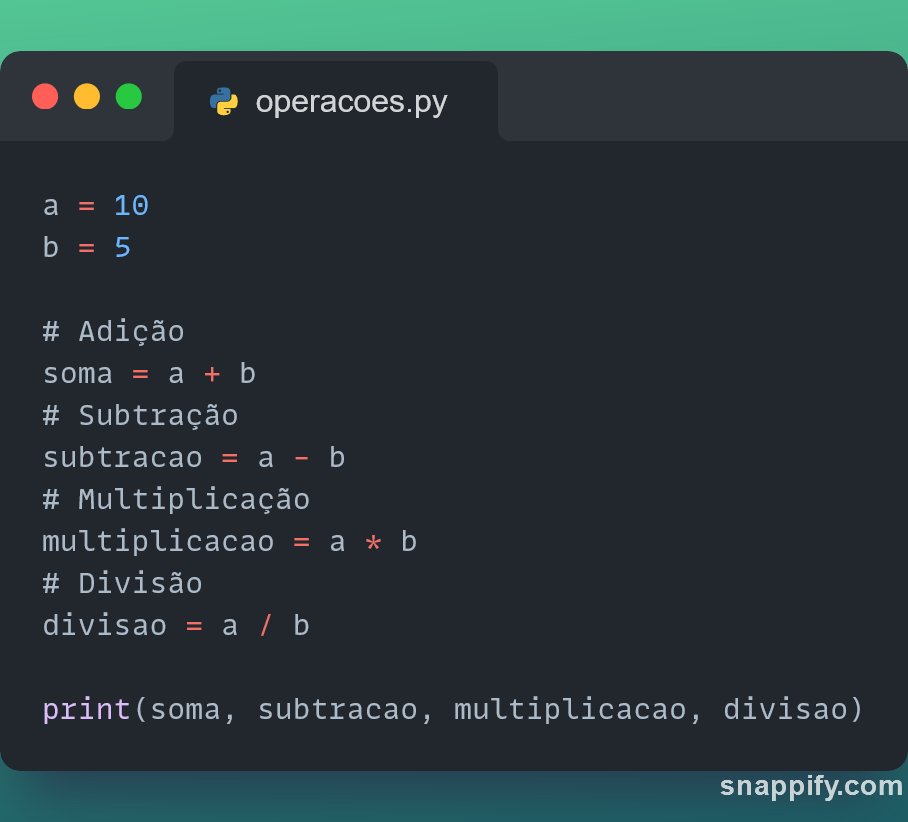 operacoes.py
a = 10
b = 5
# Adição
soma = a + b
# Subtração
subtracao = a - b
# Multiplicação
multiplicacao = a * b
# Divisão
divisao = a / b
print(soma, subtracao, multiplicacao, divisao)
snappify.com